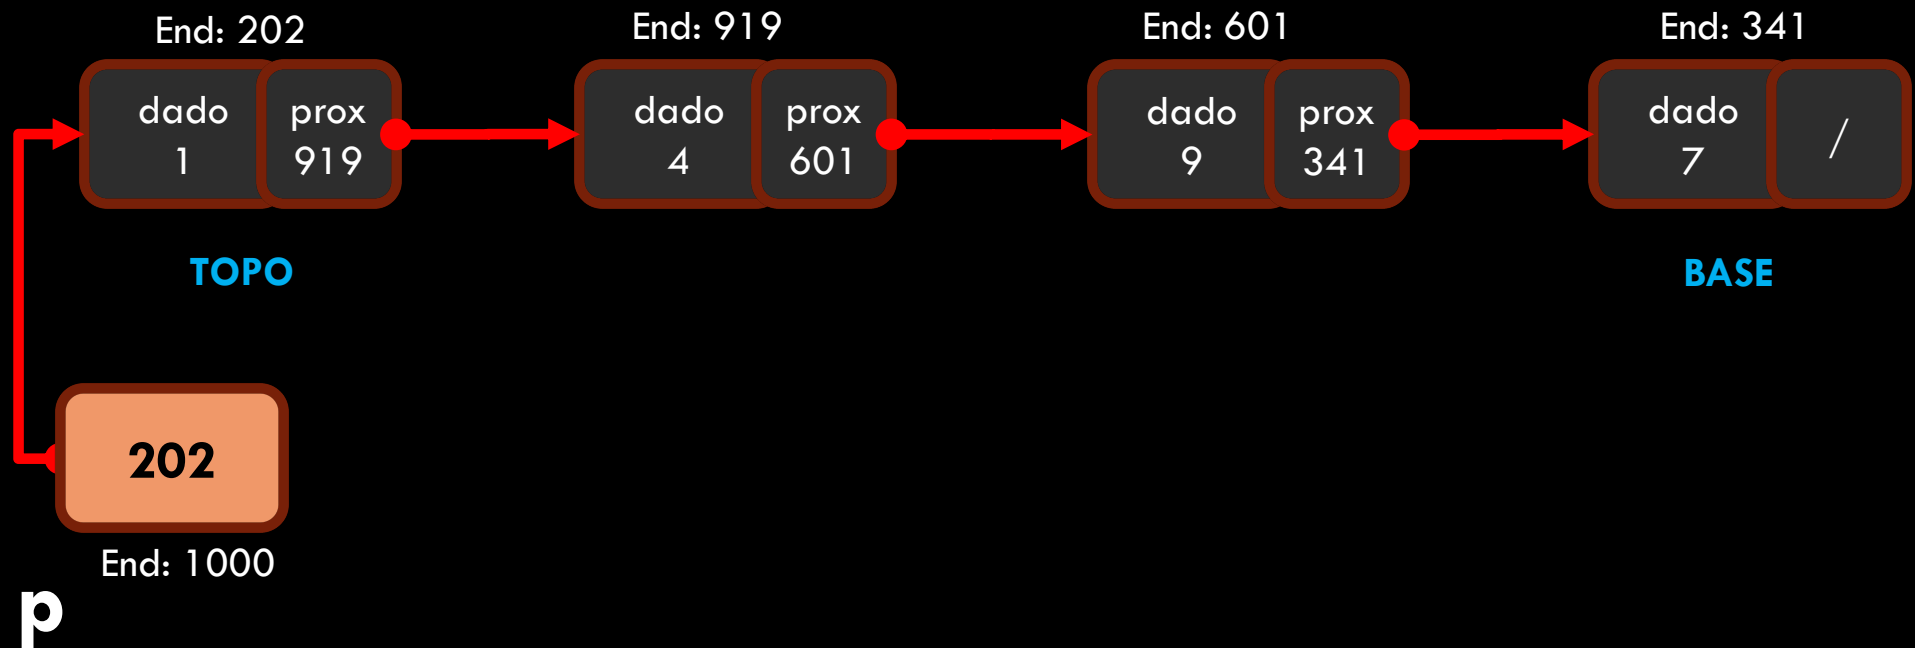 End: 202
dado
1
prox
919
End: 919
dado
4
prox
601
End: 601
dado
9
prox
341
End: 341
dado
7
/
TOPO
BASE
202
End: 1000
p